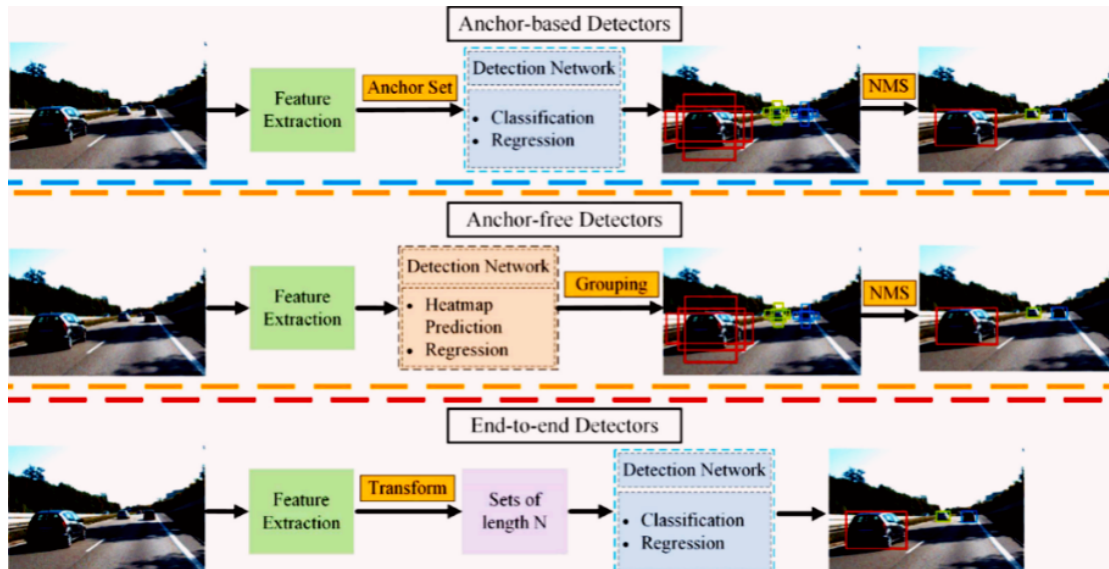 Anchor-based Detectors
Feature
Extraction
Anchor Set
Detection Network
• Classification
• Regression
NMS
Anchor-free Detectors
Feature
Extraction
Detection Network
• Heatmap
Prediction
• Regression
Grouping
NMS
End-to-end Detectors
Feature
Extraction
Transform
Sets of
length N
Detection Network
• Classification
• Regression